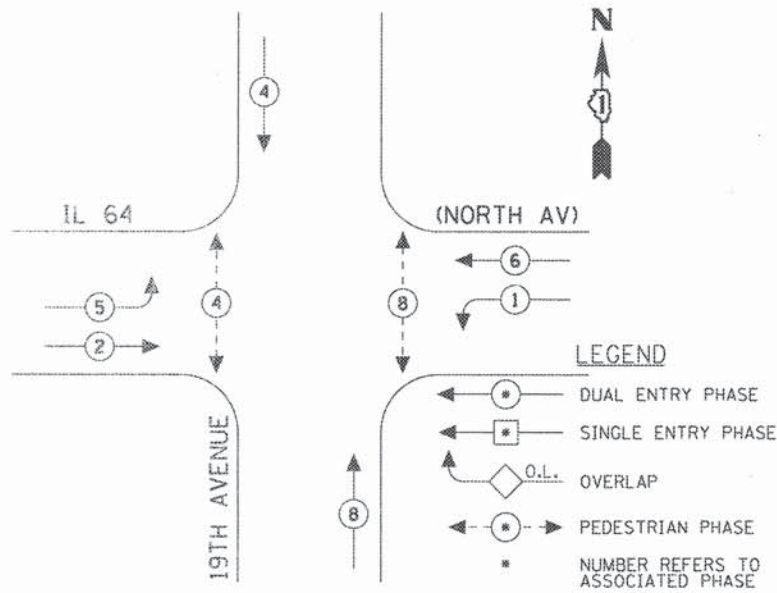 N
4
1
IL 64
(NORTH AV)
6
5
4
8
1
2
LEGEND
* DUAL ENTRY PHASE
* SINGLE ENTRY PHASE
O.L. OVERLAP
* PEDESTRIAN PHASE
* NUMBER REFERS TO
ASSOCIATED PHASE
8
19TH AVENUE